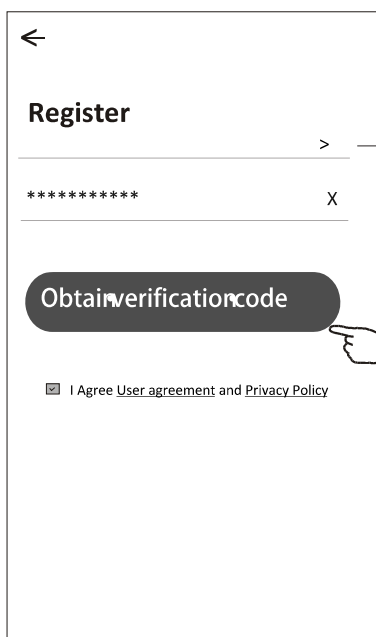 Register
>
*********** X
Obtain verification code
I Agree User agreement and Privacy Policy